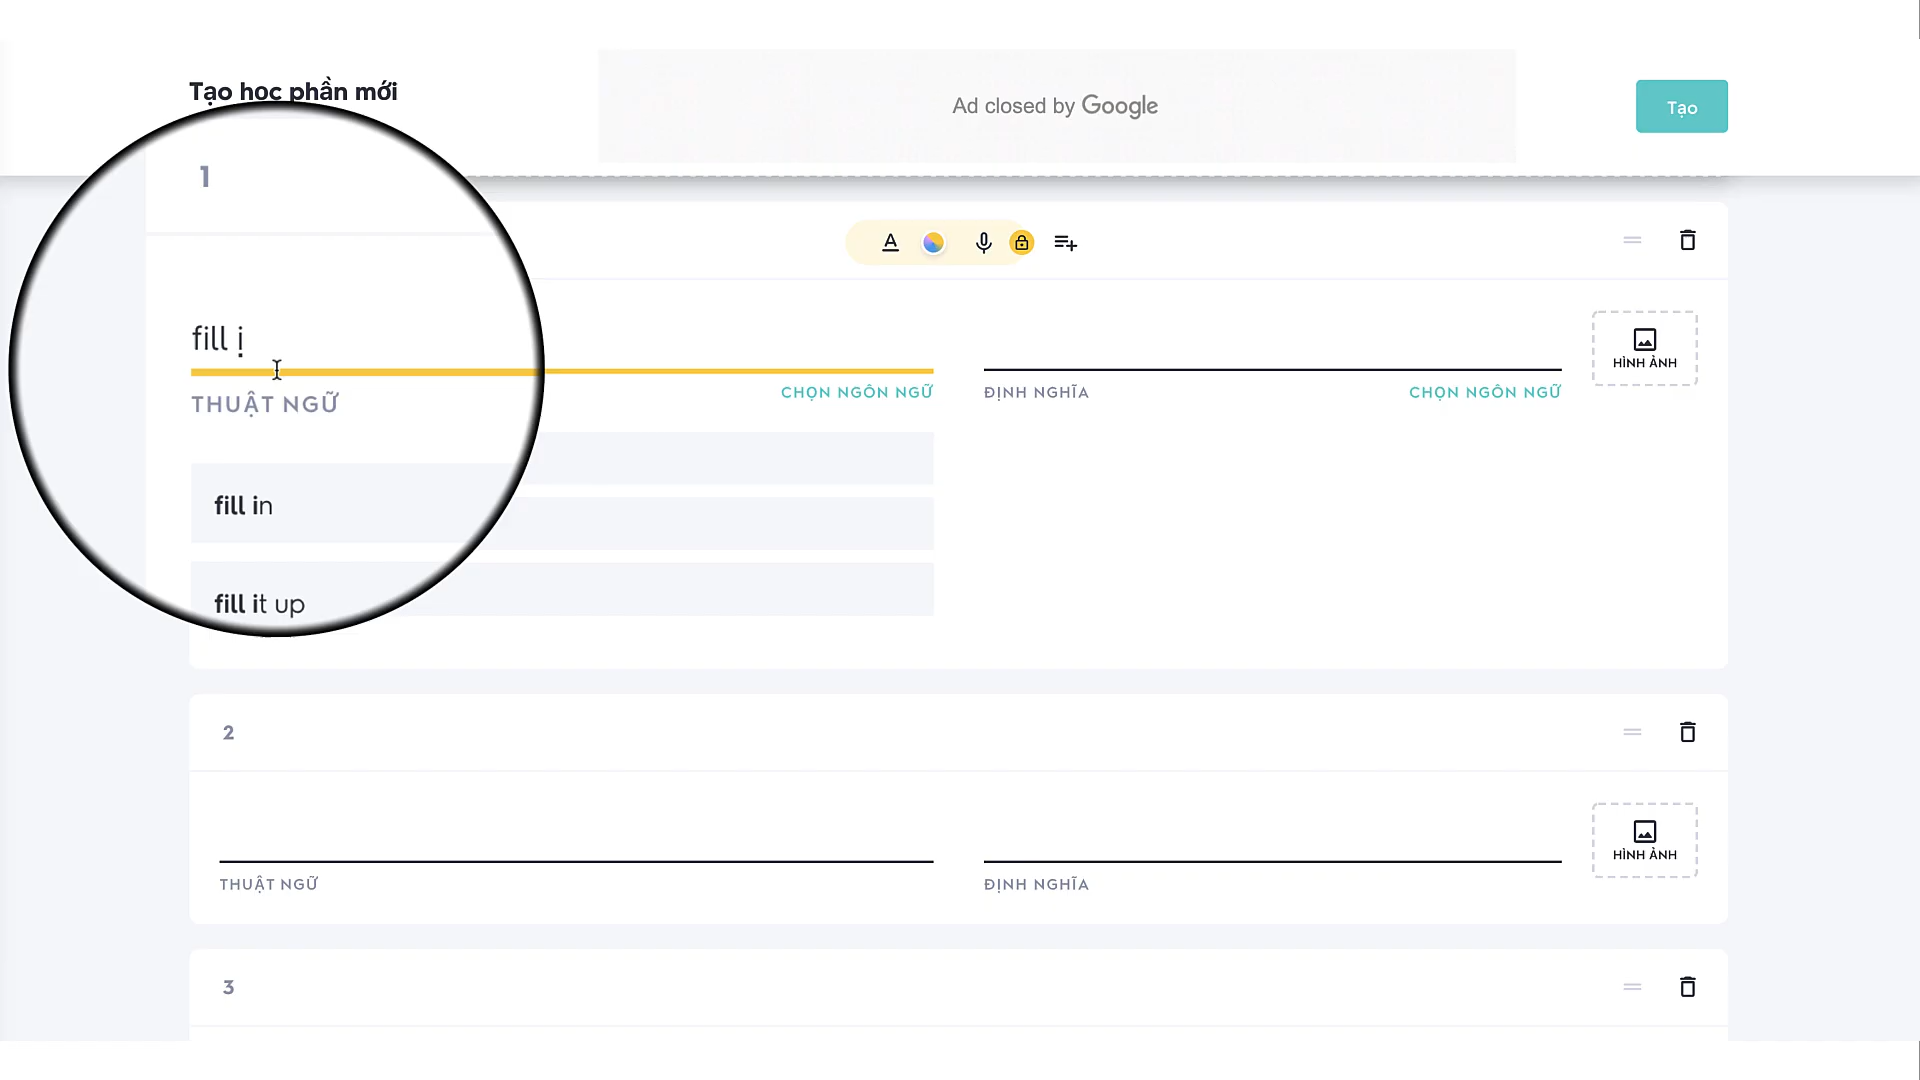 Tạo học phần mới
Ad closed by Google
Tạo
1
fill ị
THUẬT NGỮ
CHỌN NGÔN NGỮ
ĐỊNH NGHĨA
CHỌN NGÔN NGỮ
HÌNH ẢNH
fill in
fill it up
2
THUẬT NGỮ
ĐỊNH NGHĨA
HÌNH ẢNH
3